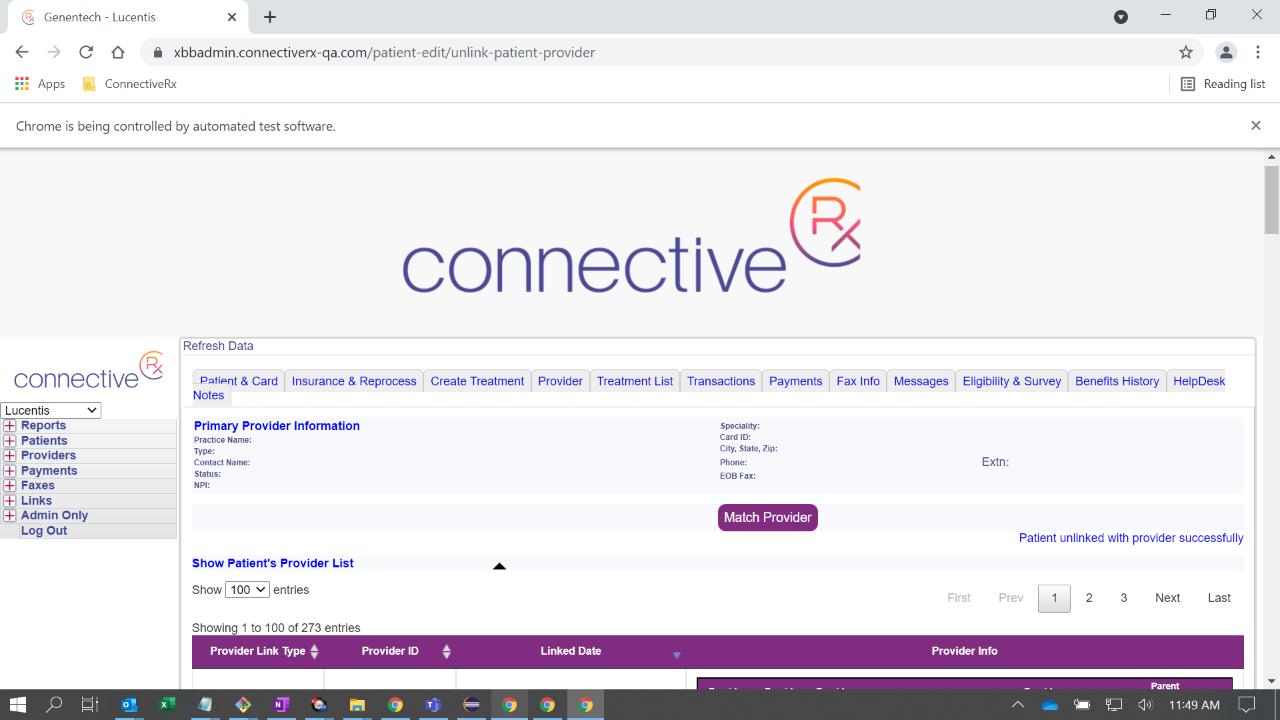 Genentech - Lucentis
xbbadmin.connectiverx-qa.com/patient-edit/unlink-patient-provider
Apps
ConnectiveRx
Reading list
Chrome is being controlled by automated test software.
connective Rx
connective Rx
Refresh Data
Patient & Card
Insurance & Reprocess
Create Treatment
Provider
Treatment List
Transactions
Payments
Fax Info
Messages
Eligibility & Survey
Benefits History
HelpDesk
Notes
Lucentis
Reports
Patients
Providers
Payments
Faxes
Links
Admin Only
Log Out
Primary Provider Information
Practice Name:
Type:
Contact Name:
Status:
NPI:
Speciality:
Card ID:
City, State, Zip:
Phone:
Extn:
EOB Fax:
Match Provider
Patient unlinked with provider successfully
Show Patient's Provider List
Show 100 entries
First Prev 1 2 3 Next Last
Showing 1 to 100 of 273 entries
Provider Link Type Provider ID Linked Date Provider Info
Parent
11:49 AM